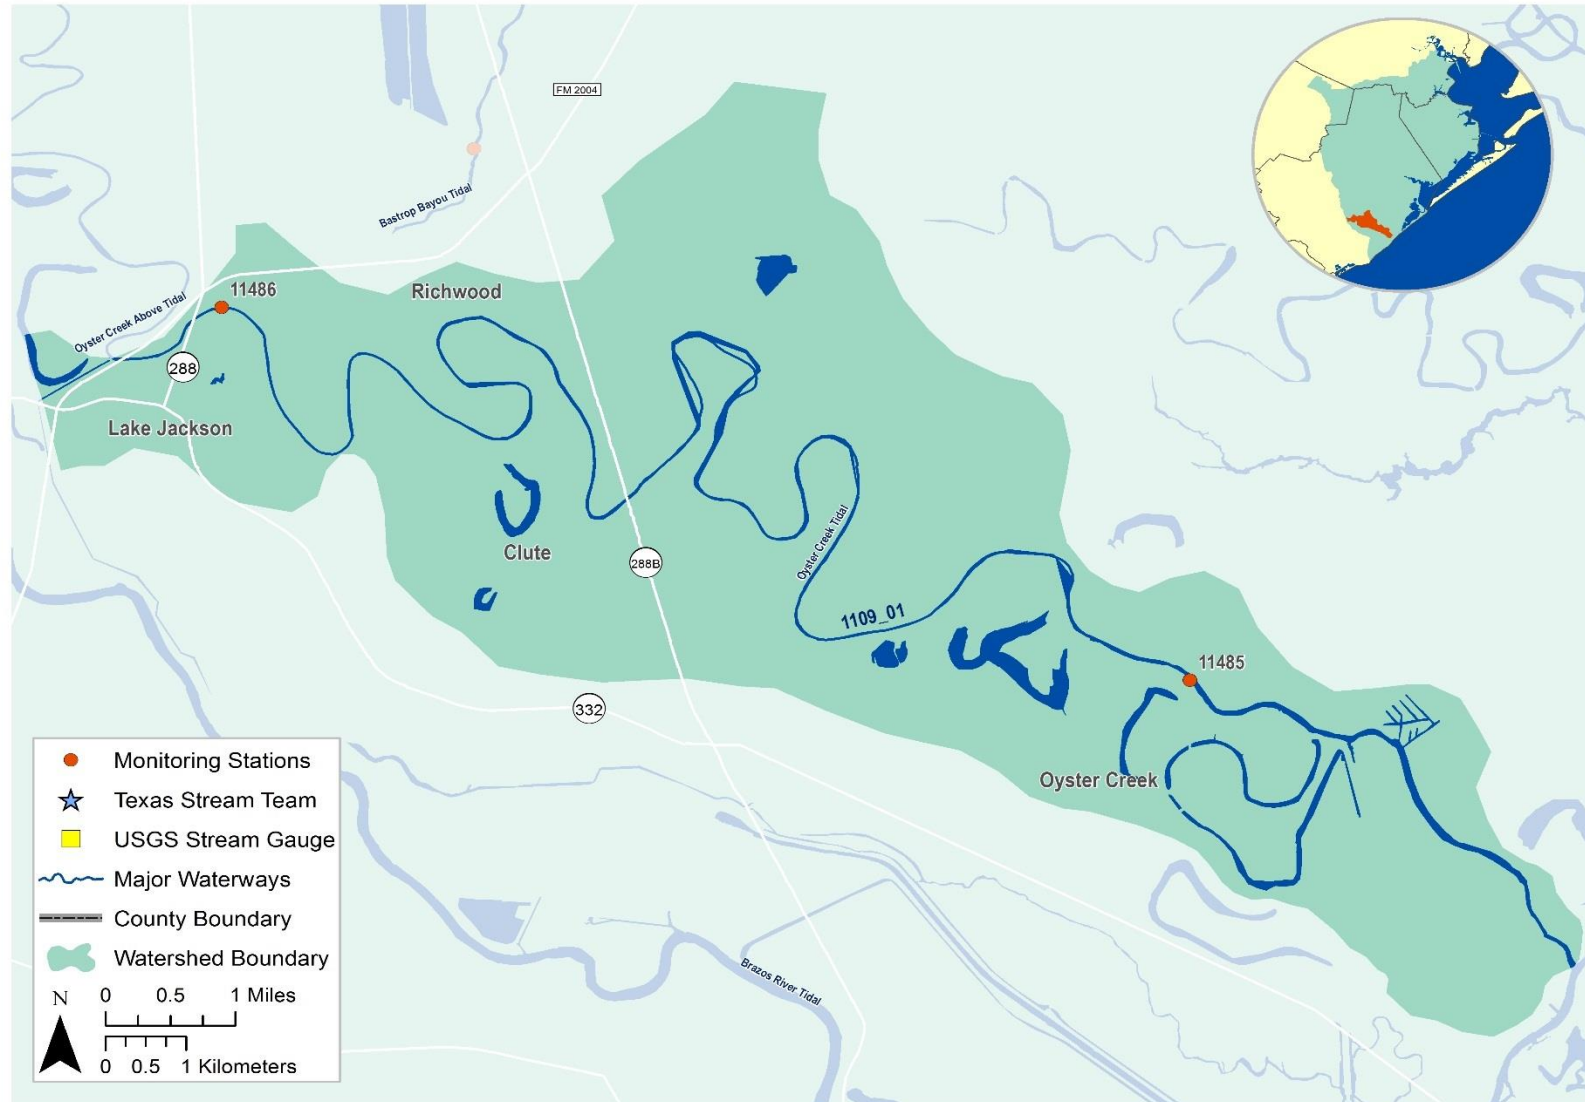 FM 2004
Bastrop Bayou Tidal
11486
Richwood
Oyster Creek Above Tidal
288
Lake Jackson
Clute
288B
Oyster Creek Tidal
1109_01
11485
332
Oyster Creek
Brazos River Tidal
Monitoring Stations
Texas Stream Team
USGS Stream Gauge
Major Waterways
County Boundary
Watershed Boundary
N
0 0.5 1 Miles
0 0.5 1 Kilometers